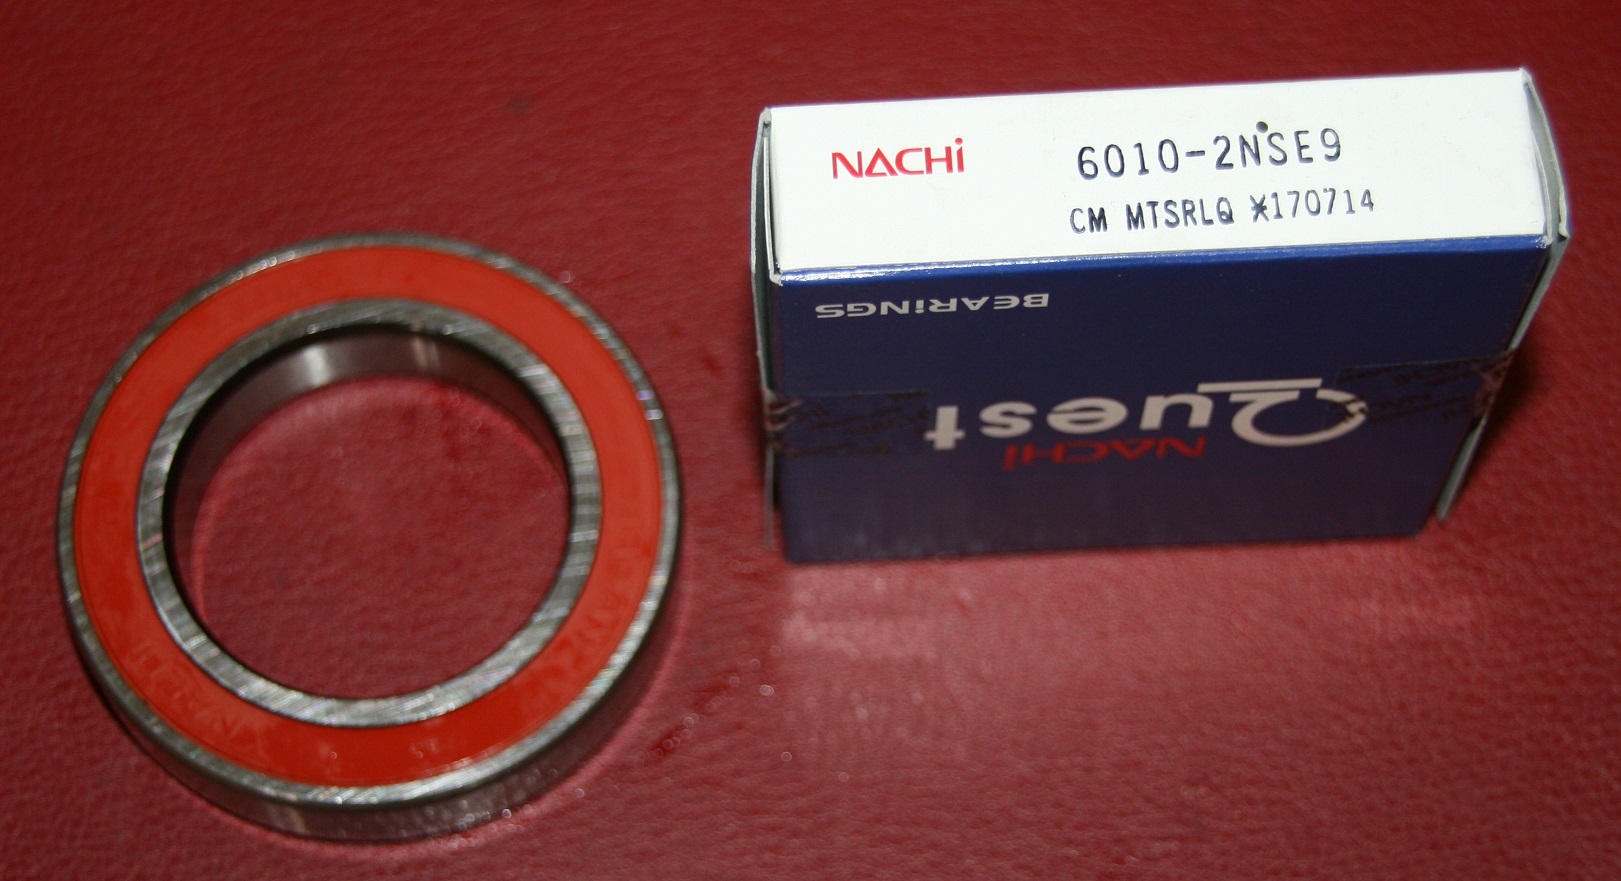 NACHi
6010-2NSE9
CM MTSRLQ *170714
BEARiNGS
Quest
NACHi